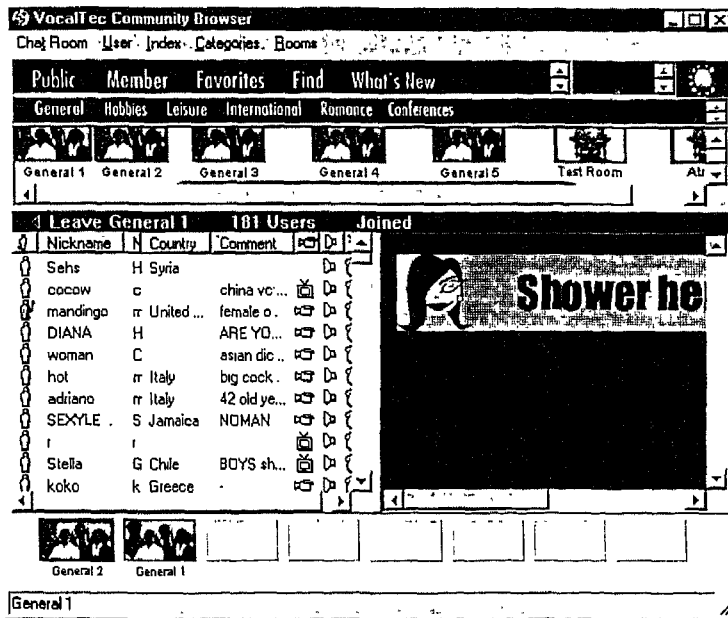 VocalTec Community Browser
Chat Room User Index Categories Rooms
Public Member Favorites Find What's New
General Hobbies Leisure International Romance Conferences
General 1 General 2 General 3 General 4 General 5 Test Room
Leave General 1 181 Users Joined
Nickname N Country Comment
Sehs H Syria
cocow c china vc...
mandingo m United ... female o.
DIANA H ARE YO...
woman C asian dic..
hot m Italy big cock.
adriano m Italy 42 old ye...
SEXYLE. S Jamaica NOMAN
r r
Stella G Chile BOYS sh...
koko k Greece -
Shower he
General 2 General 1
General 1